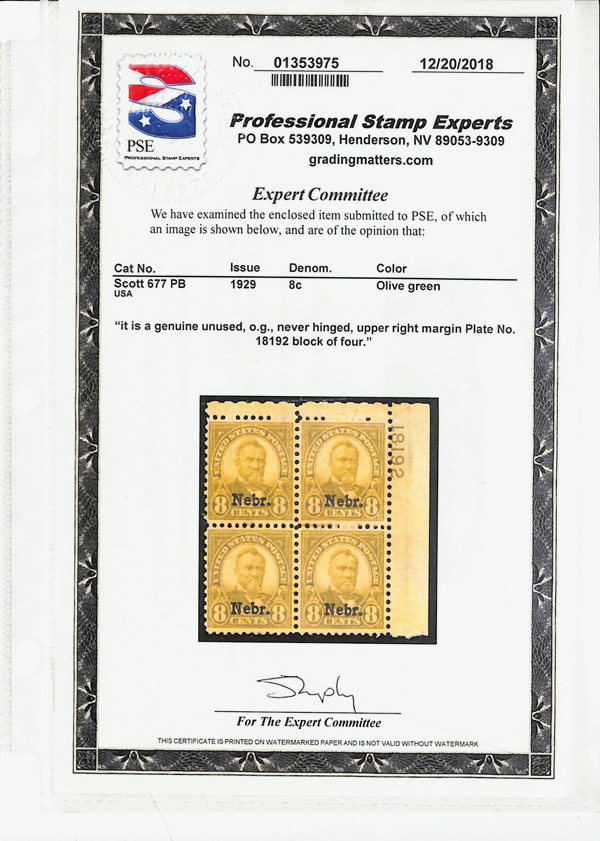 No. 01353975 12/20/2018
PSE
PROFESSIONAL STAMP EXPERTS
Professional Stamp Experts
PO Box 539309, Henderson, NV 89053-9309
gradingmatters.com
Expert Committee
We have examined the enclosed item submitted to PSE, of which
an image is shown below, and are of the opinion that:
Cat No. Issue Denom. Color
Scott 677 PB 1929 8c Olive green
USA
“it is a genuine unused, o.g., never hinged, upper right margin Plate No.
18192 block of four.”
18192
UNITED STATES POSTAGE UNITED STATES POSTAGE
Nebr. Nebr.
8 CENTS 8 8 CENTS 8
UNITED STATES POSTAGE UNITED STATES POSTAGE
Nebr. Nebr.
8 CENTS 8 8 CENTS 8
For The Expert Committee
THIS CERTIFICATE IS PRINTED ON WATERMARKED PAPER AND IS NOT VALID WITHOUT WATERMARK